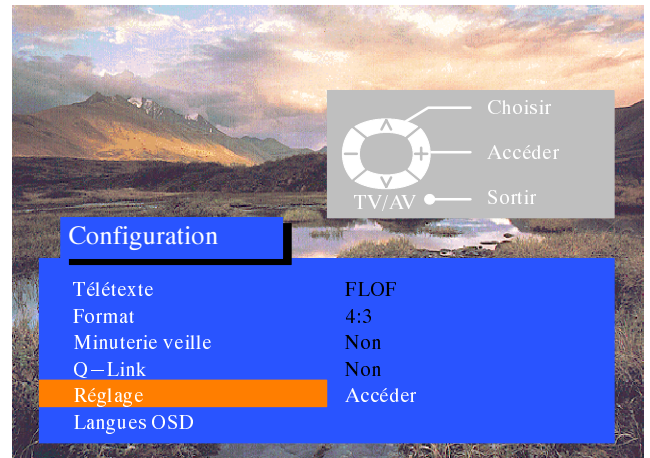 Choisir
Accéder
TV/AV Sortir
Configuration
Télétexte FLOF
Format 4:3
Minuterie veille Non
Q–Link Non
Réglage Accéder
Langues OSD